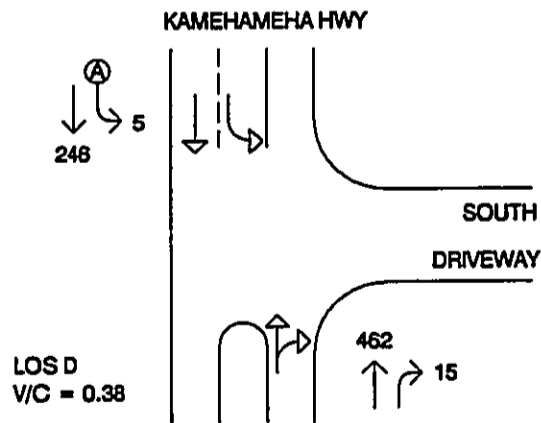 KAMEHAMEHA HWY
A
5
246
SOUTH
DRIVEWAY
462
15
LOS D
V/C = 0.38